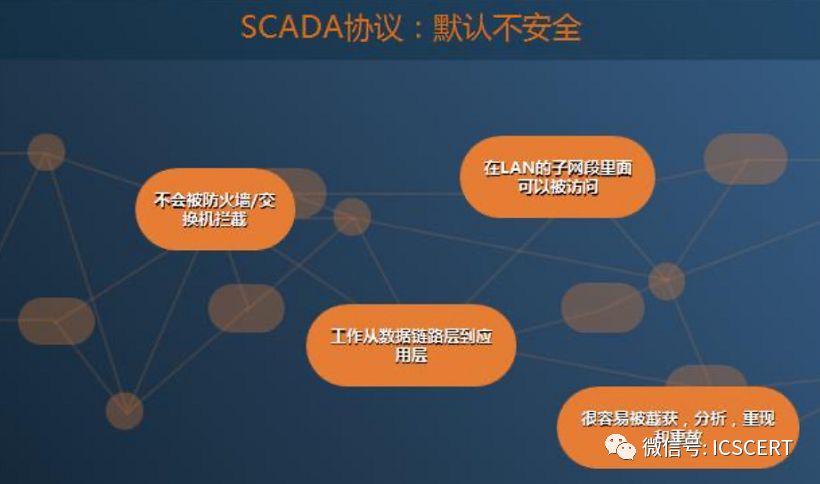 SCADA协议：默认不安全
在LAN的子网段里面
可以被访问
不会被防火墙/交
换机拦截
工作从数据链路层到应
用层
很容易被截获，分析，重现
和重放
微信号: ICSCERT